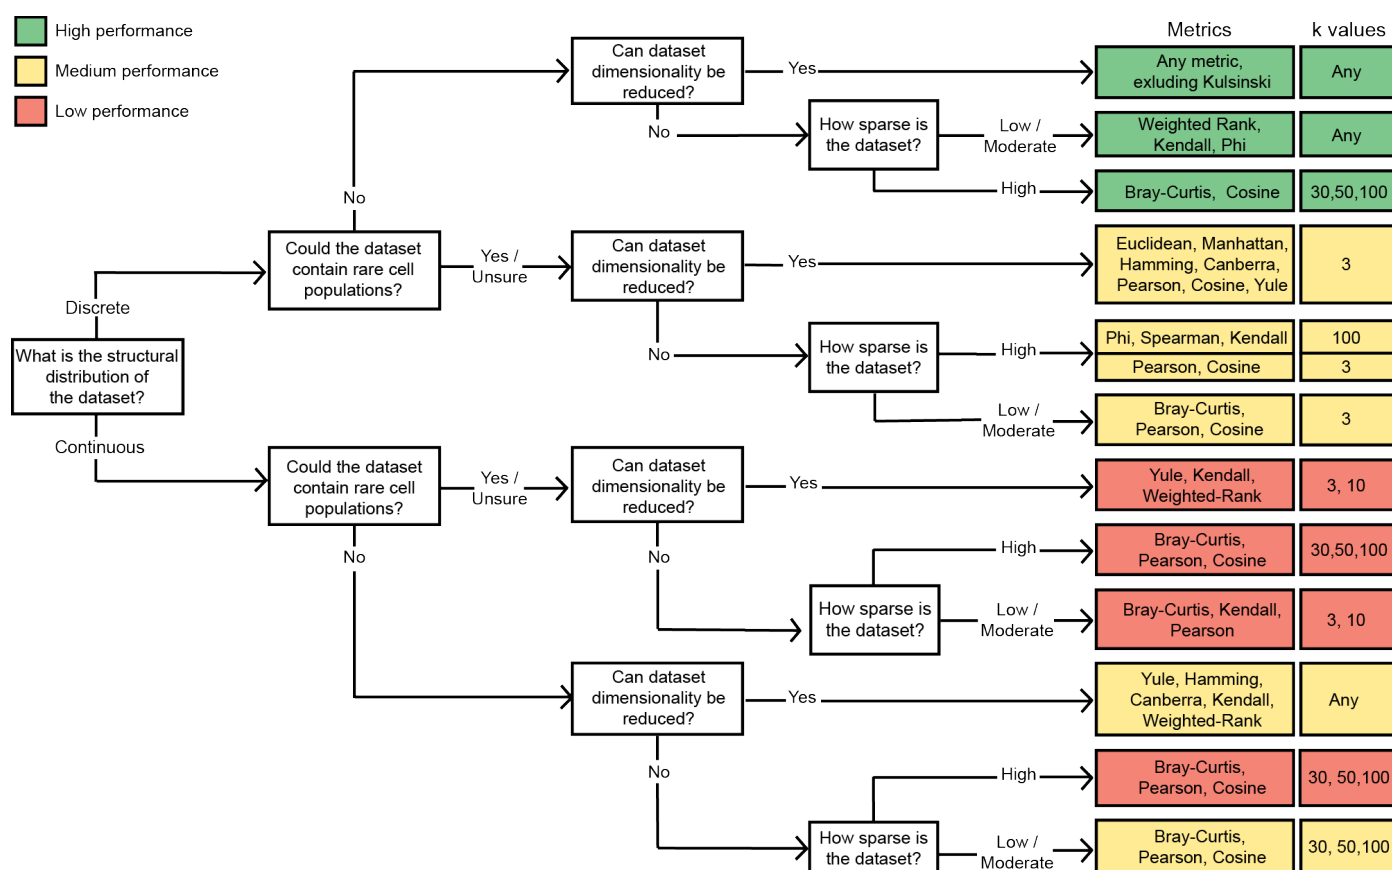 High performance
Medium performance
Low performance
Metrics
k values
Can dataset
dimensionality be
reduced?
Yes
Any metric,
exluding Kulsinski
Any
No
How sparse is
the dataset?
Low /
Moderate
Weighted Rank,
Kendall, Phi
Any
High
Bray-Curtis, Cosine
30,50,100
No
Could the dataset
contain rare cell
populations?
Yes /
Unsure
Can dataset
dimensionality be
reduced?
Yes
Euclidean, Manhattan,
Hamming, Canberra,
Pearson, Cosine, Yule
3
Discrete
No
How sparse is
the dataset?
High
Phi, Spearman, Kendall
100
Pearson, Cosine
3
What is the structural
distribution of
the dataset?
Low /
Moderate
Bray-Curtis,
Pearson, Cosine
3
Continuous
Could the dataset
contain rare cell
populations?
Yes /
Unsure
Can dataset
dimensionality be
reduced?
Yes
Yule, Kendall,
Weighted-Rank
3, 10
No
No
High
Bray-Curtis,
Pearson, Cosine
30,50,100
How sparse is
the dataset?
Low /
Moderate
Bray-Curtis, Kendall,
Pearson
3, 10
Can dataset
dimensionality be
reduced?
Yes
Yule, Hamming,
Canberra, Kendall,
Weighted-Rank
Any
No
High
Bray-Curtis,
Pearson, Cosine
30, 50,100
How sparse is
the dataset?
Low /
Moderate
Bray-Curtis,
Pearson, Cosine
30, 50,100